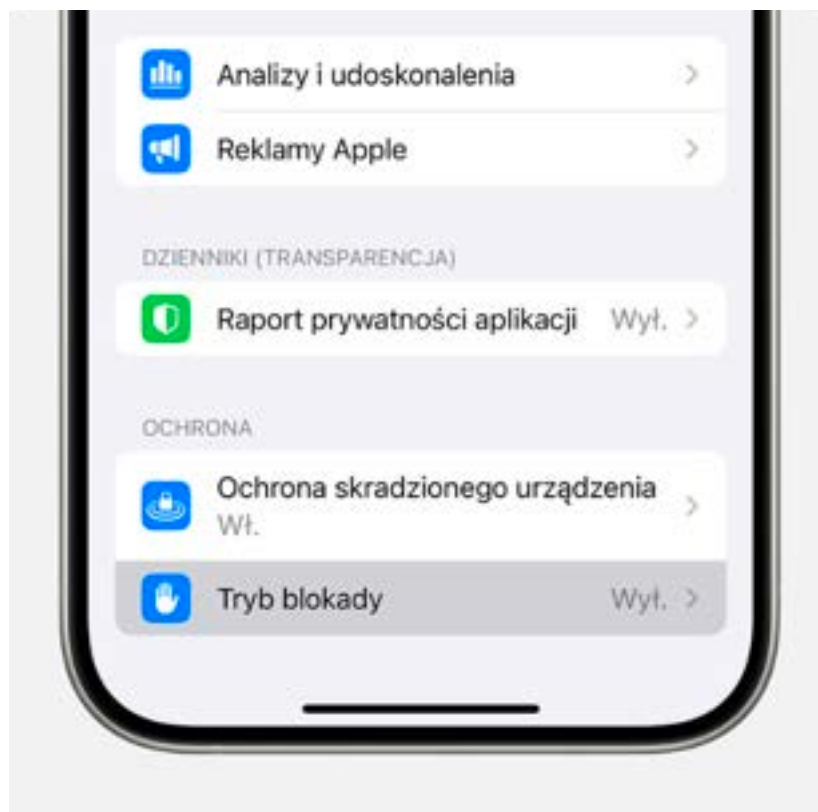 Analizy i udoskonalenia
Reklamy Apple
DZIENNIKI (TRANSPARENCJA)
Raport prywatności aplikacji Wył.
OCHRONA
Ochrona skradzionego urządzenia
Wł.
Tryb blokady Wył.